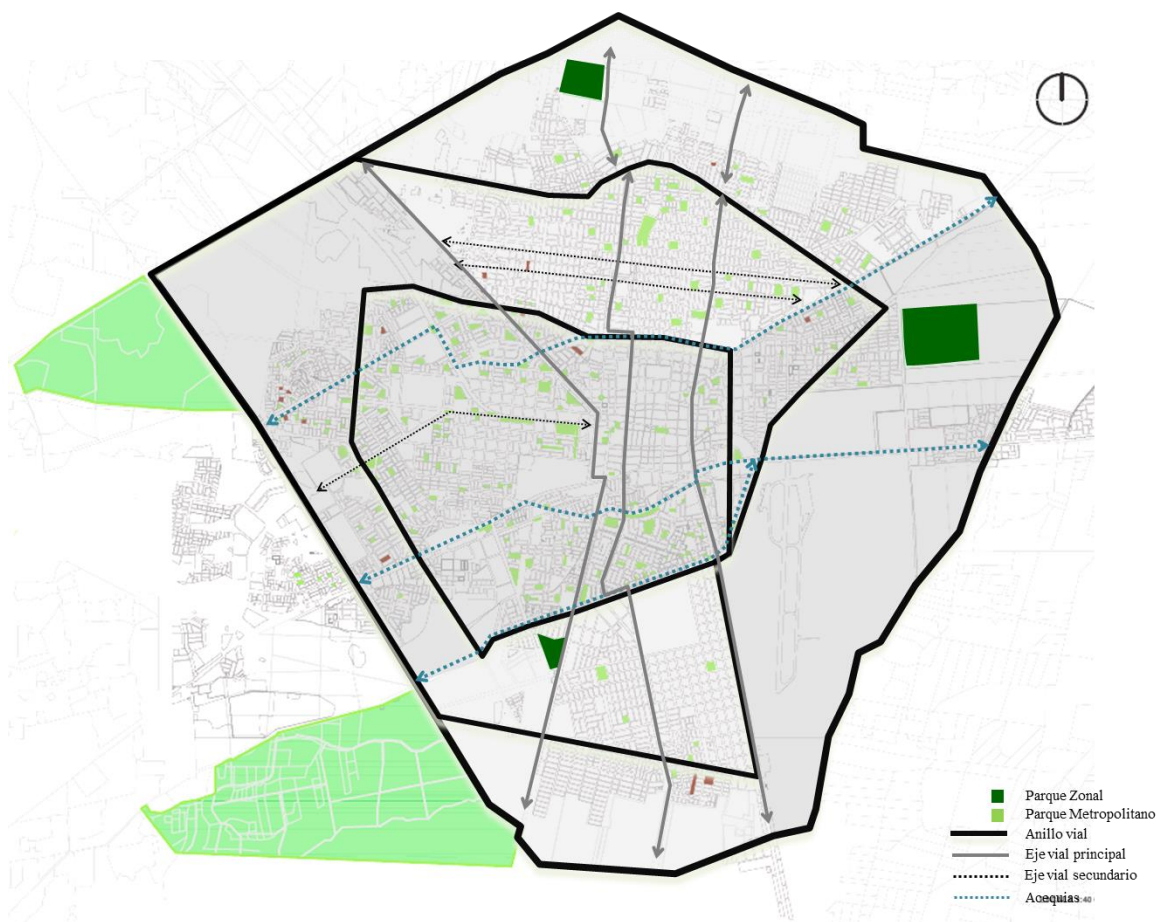 Parque Zonal
Parque Metropolitano
Anillo vial
Eje vial principal
Eje vial secundario
Acequias